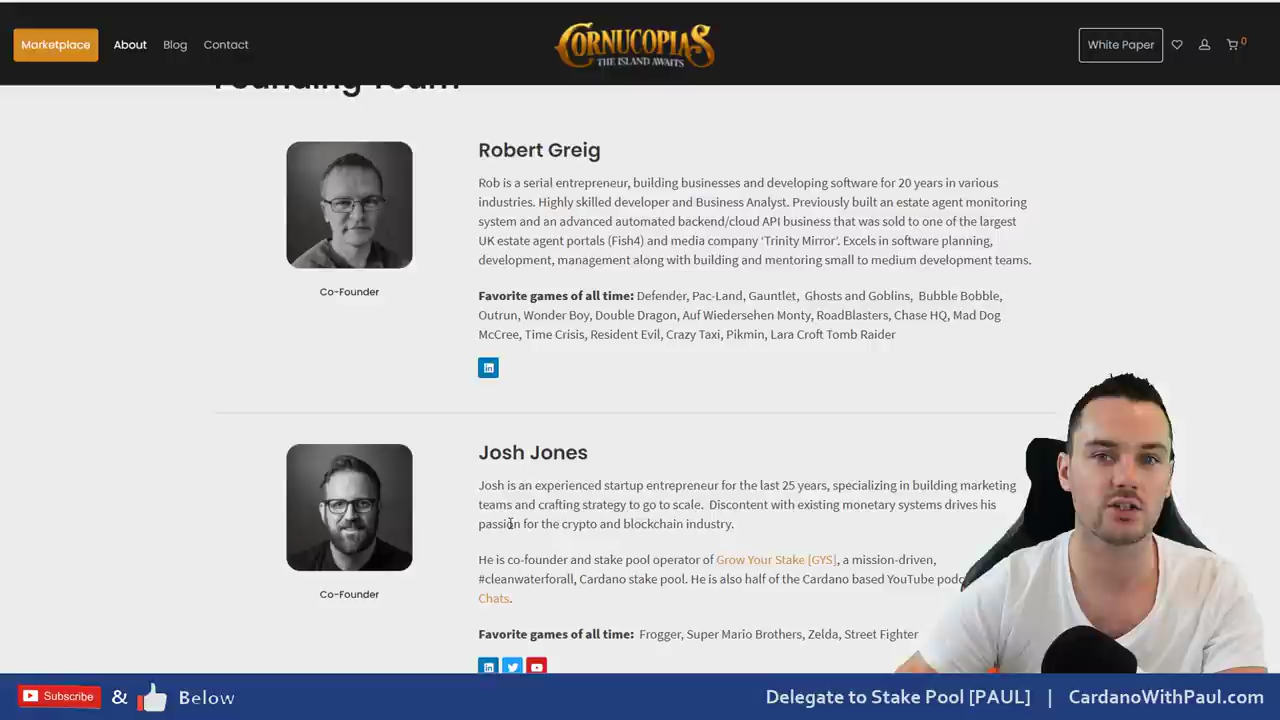 Marketplace
About
Blog
Contact
CORNUCOPIAS
THE ISLAND AWAITS
White Paper
0
Founding Team
Robert Greig
Rob is a serial entrepreneur, building businesses and developing software for 20 years in various
industries. Highly skilled developer and Business Analyst. Previously built an estate agent monitoring
system and an advanced automated backend/cloud API business that was sold to one of the largest
UK estate agent portals (Fish4) and media company ‘Trinity Mirror’. Excels in software planning,
development, management along with building and mentoring small to medium development teams.
Co-Founder
Favorite games of all time: Defender, Pac-Land, Gauntlet, Ghosts and Goblins, Bubble Bobble,
Outrun, Wonder Boy, Double Dragon, Auf Wiedersehen Monty, RoadBlasters, Chase HQ, Mad Dog
McCree, Time Crisis, Resident Evil, Crazy Taxi, Pikmin, Lara Croft Tomb Raider
in
Josh Jones
Josh is an experienced startup entrepreneur for the last 25 years, specializing in building marketing
teams and crafting strategy to go to scale. Discontent with existing monetary systems drives his
passion for the crypto and blockchain industry.
He is co-founder and stake pool operator of Grow Your Stake [GYS], a mission-driven,
#cleanwaterforall, Cardano stake pool. He is also half of the Cardano based YouTube
Chats.
Co-Founder
Favorite games of all time: Frogger, Super Mario Brothers, Zelda, Street Fighter
in
Subscribe & Below
Delegate to Stake Pool [PAUL] | CardanoWithPaul.com